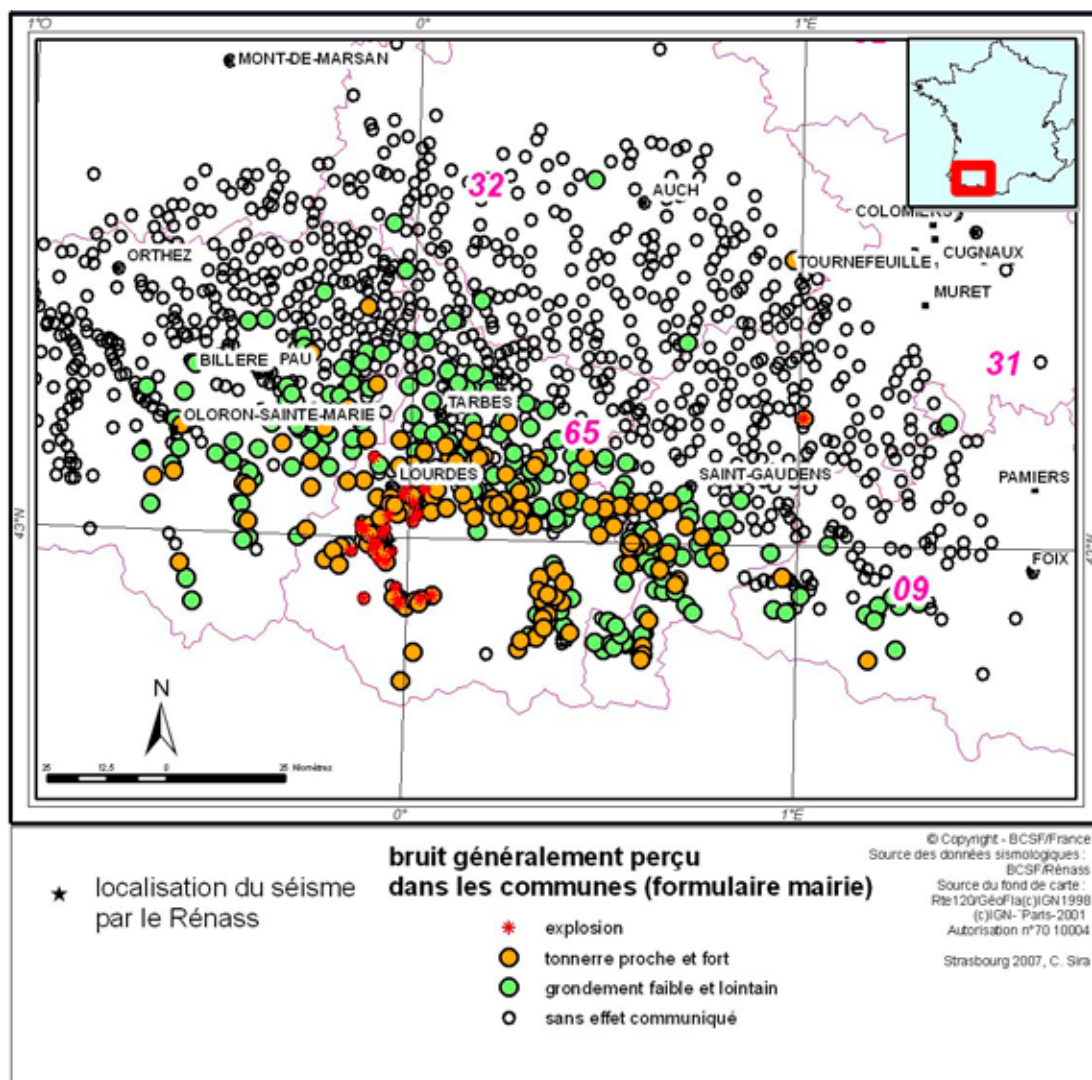 1°O
0°
1°E
MONT-DE-MARSAN
32
AUCH
COLOMIERS
ORTHEZ
TOURNEFEUILLE
CUGNAUX
MURET
BILLERE
PAU
31
OLORON-SAINTE-MARIE
TARBES
65
LOURDES
SAINT-GAUDENS
PAMIERS
43°N
FOIX
09
N
25 12,5 0 25 Kilomètres
0°
1°E
★ localisation du séisme
par le Rénass
bruit généralement perçu
dans les communes (formulaire mairie)
explosion
tonnerre proche et fort
grondement faible et lointain
sans effet communiqué
© Copyright - BCSF/France
Source des données sismologiques :
BCSF/Rénass
Source du fond de carte :
Rte120/GéoFla(c)IGN1998
(c)IGN-¨Paris-2001
Autorisation n°70 10004
Strasbourg 2007, C. Sira